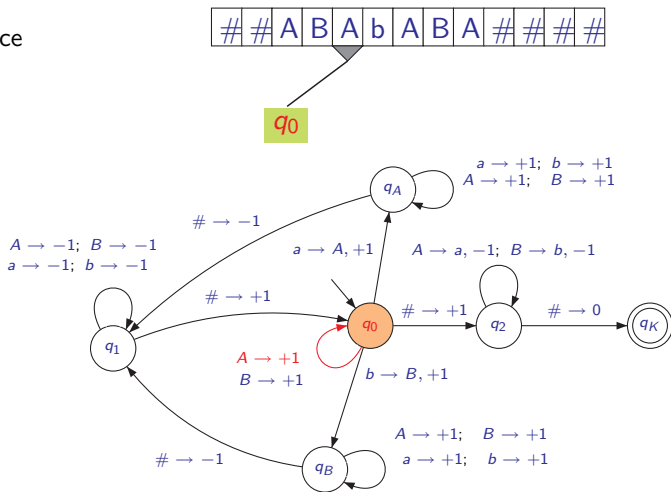 ce
# # A B A b A B A # # # #
q0
a → +1; b → +1
A → +1; B → +1
qA
# → −1
A → −1; B → −1
a → −1; b → −1
a → A, +1
A → a, −1; B → b, −1
# → +1
# → +1
# → 0
q1
q0
q2
qK
A → +1
B → +1
b → B, +1
A → +1; B → +1
a → +1; b → +1
# → −1
qB